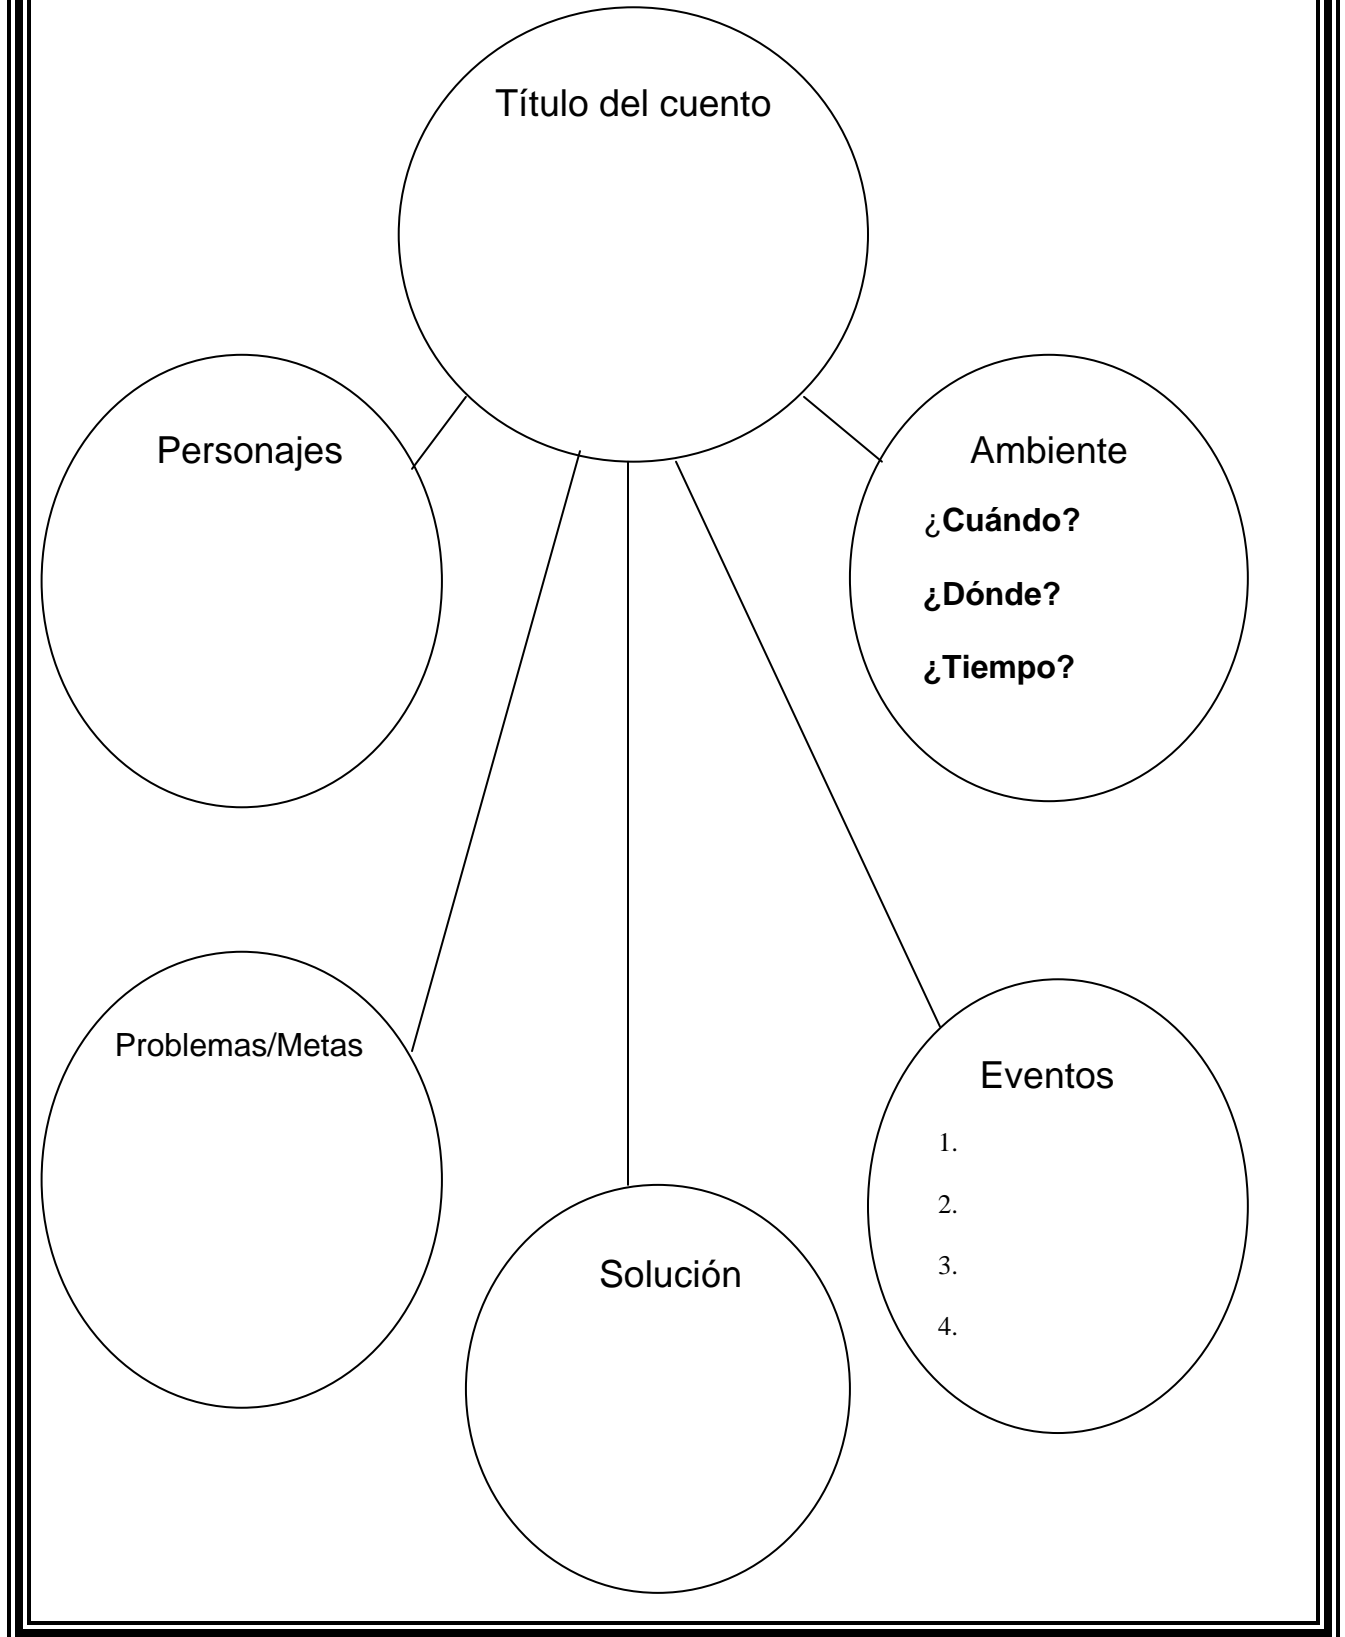 Título del cuento
Personajes
Ambiente
¿Cuándo?
¿Dónde?
¿Tiempo?
Problemas/Metas
Eventos
1.
2.
3.
4.
Solución